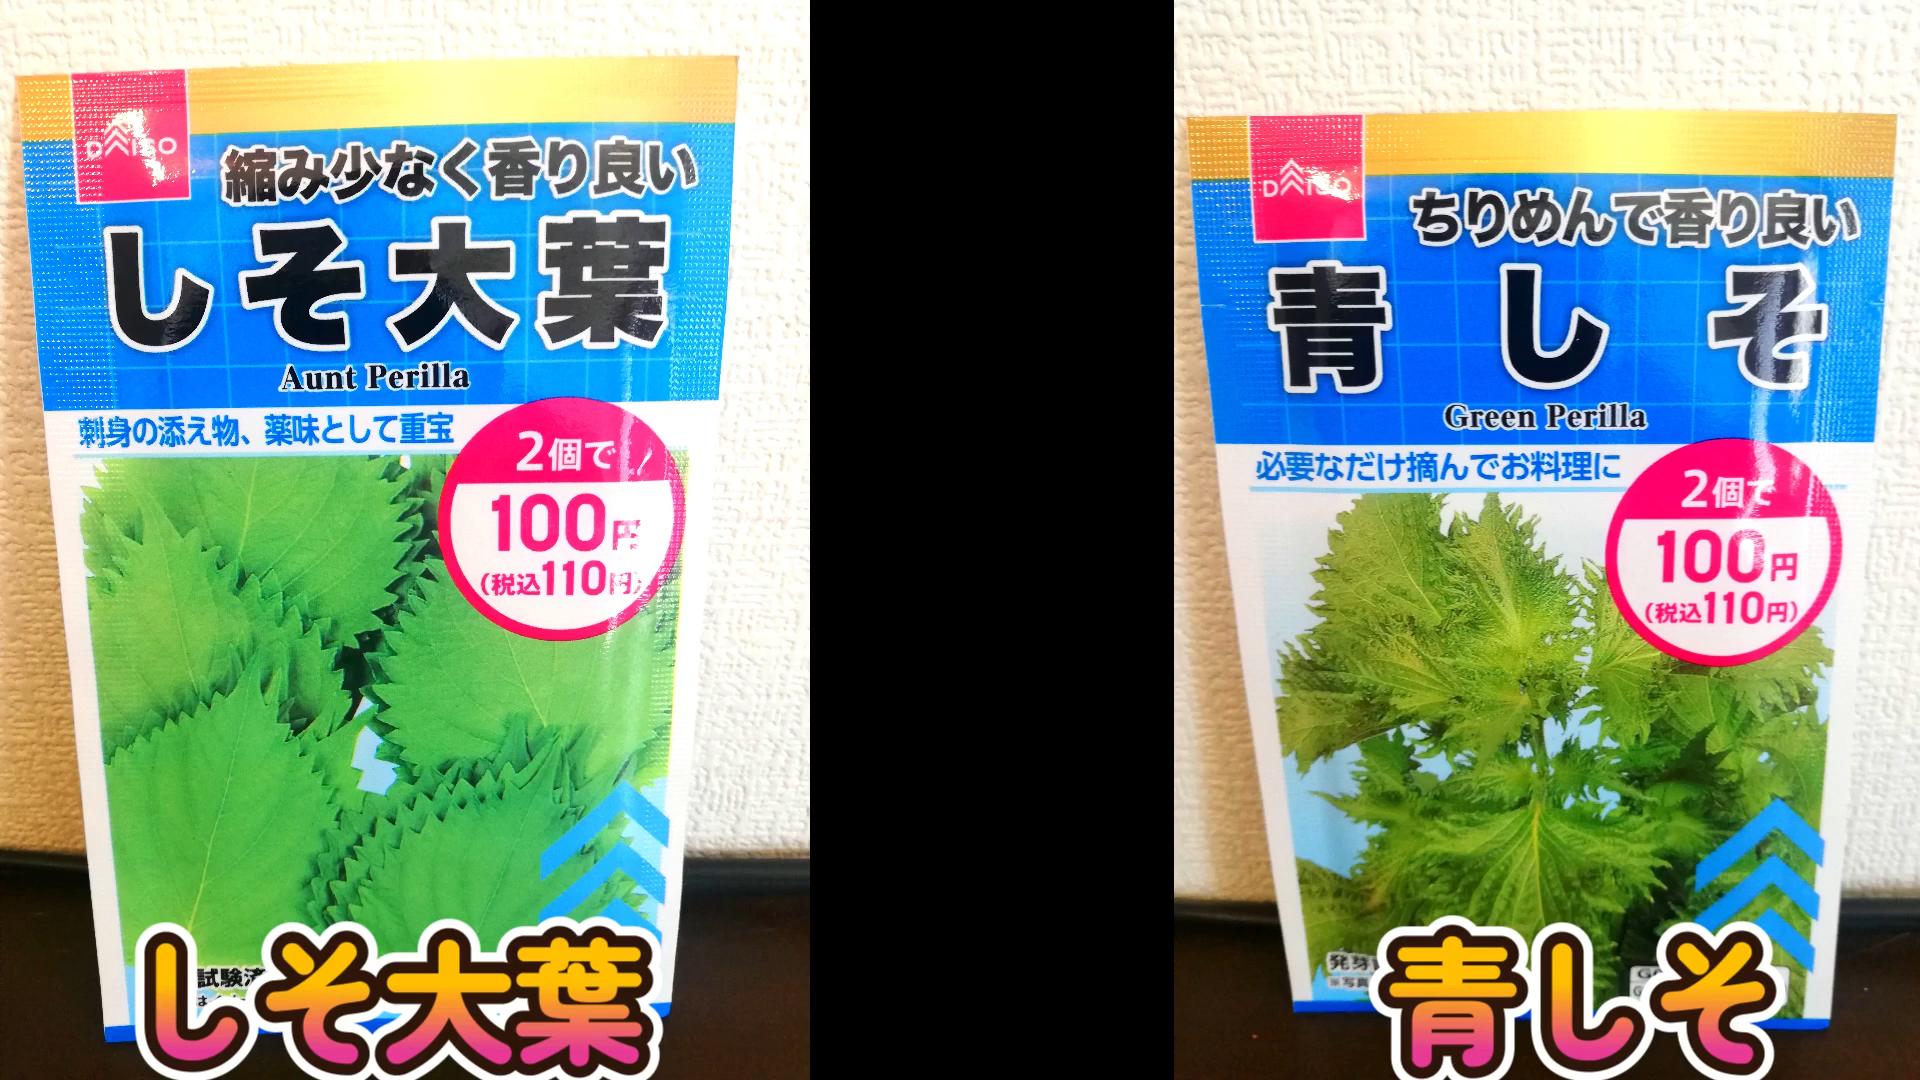 DAISO
縮み少なく香り良い
しそ大葉
Aunt Perilla
刺身の添え物、薬味として重宝
2個で
100円
(税込110円)
試験済
しそ大葉
DAISO
ちりめんで香り良い
青しそ
Green Perilla
必要なだけ摘んでお料理に
2個で
100円
(税込110円)
発芽
※写真
青しそ